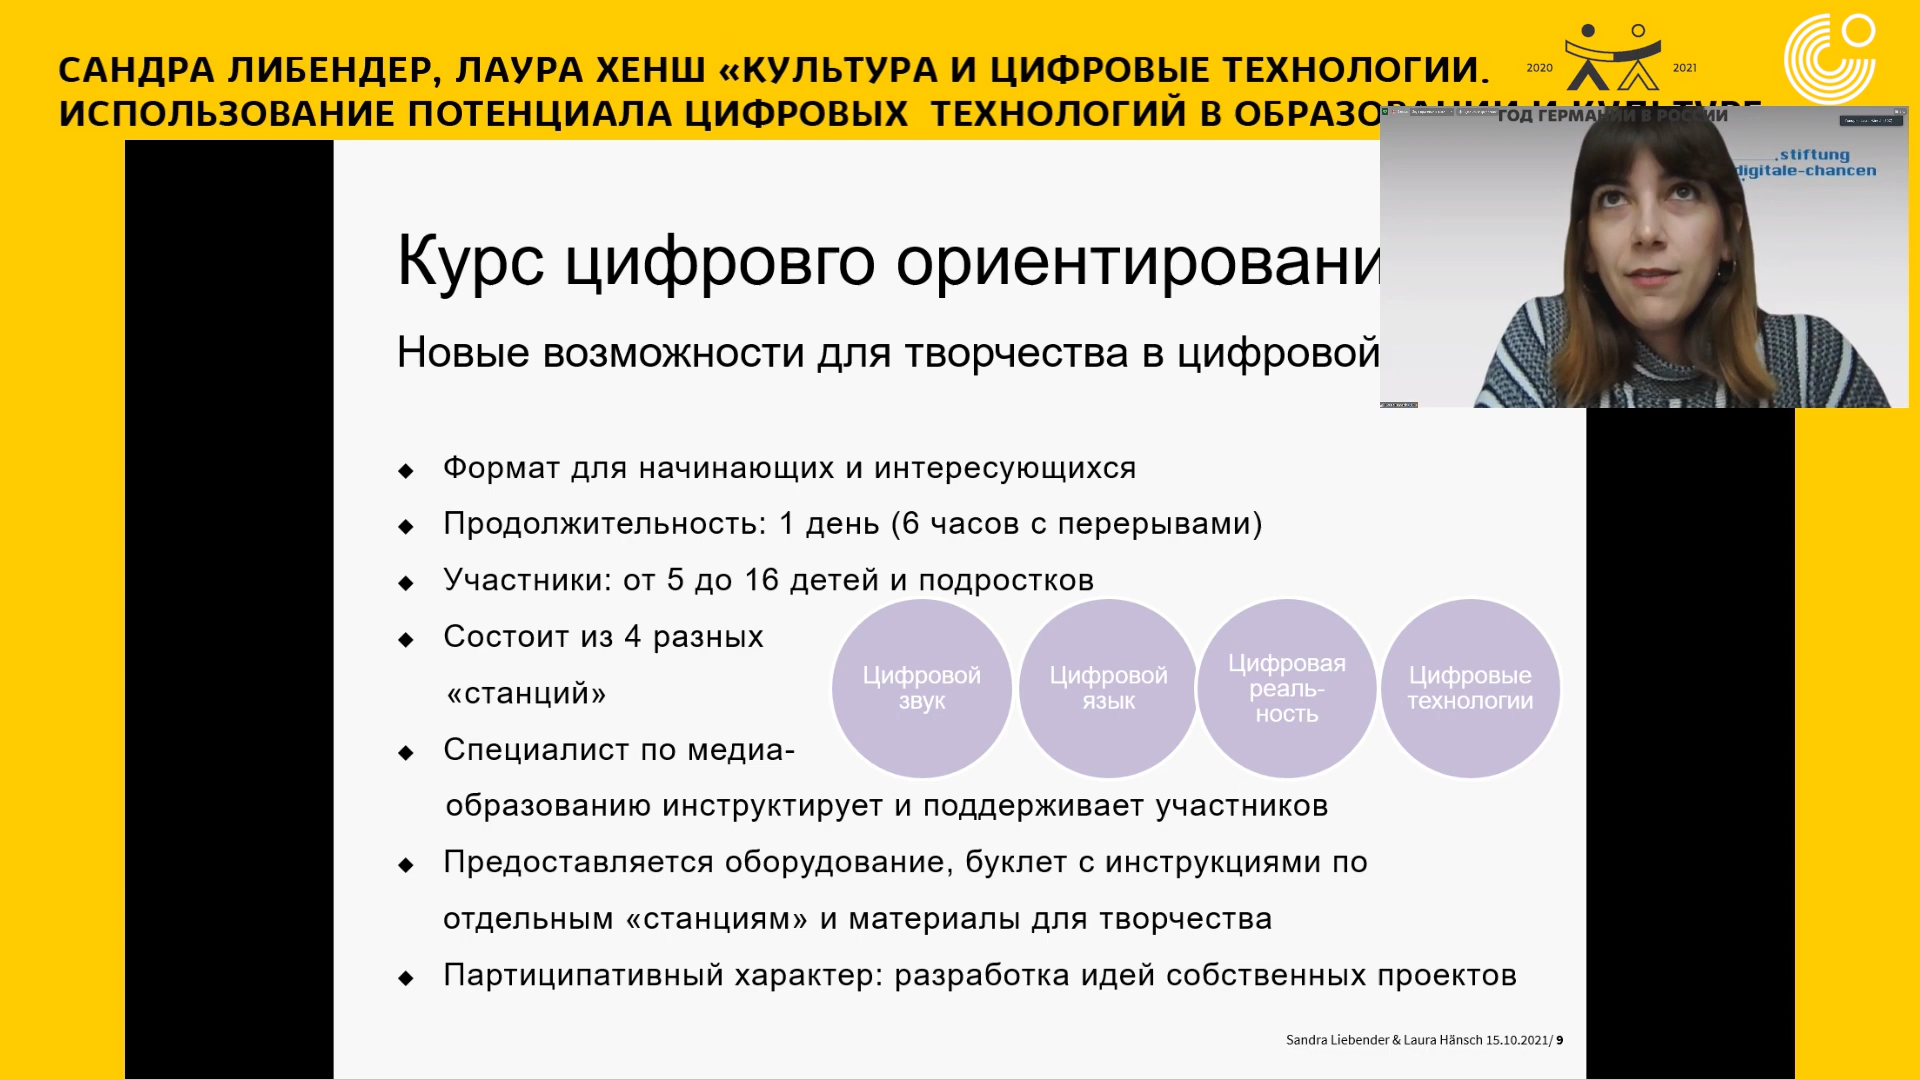 САНДРА ЛИБЕНДЕР, ЛАУРА ХЕНШ «КУЛЬТУРА И ЦИФРОВЫЕ ТЕХНОЛОГИИ.
ИСПОЛЬЗОВАНИЕ ПОТЕНЦИАЛА ЦИФРОВЫХ ТЕХНОЛОГИЙ В ОБРАЗОВАНИИ И КУЛЬТУРЕ
2020 2021
ГОД ГЕРМАНИИ В РОССИИ
stiftung
digitale-chancen
Курс цифровго ориентировани
Новые возможности для творчества в цифровой
Формат для начинающих и интересующихся
Продолжительность: 1 день (6 часов с перерывами)
Участники: от 5 до 16 детей и подростков
Состоит из 4 разных
«станций»
Цифровой
звук
Цифровой
язык
Цифровая
реаль-
ность
Цифровые
технологии
Специалист по медиа-
образованию инструктирует и поддерживает участников
Предоставляется оборудование, буклет с инструкциями по
отдельным «станциям» и материалы для творчества
Партиципативный характер: разработка идей собственных проектов
Sandra Liebender & Laura Hänsch 15.10.2021/ 9